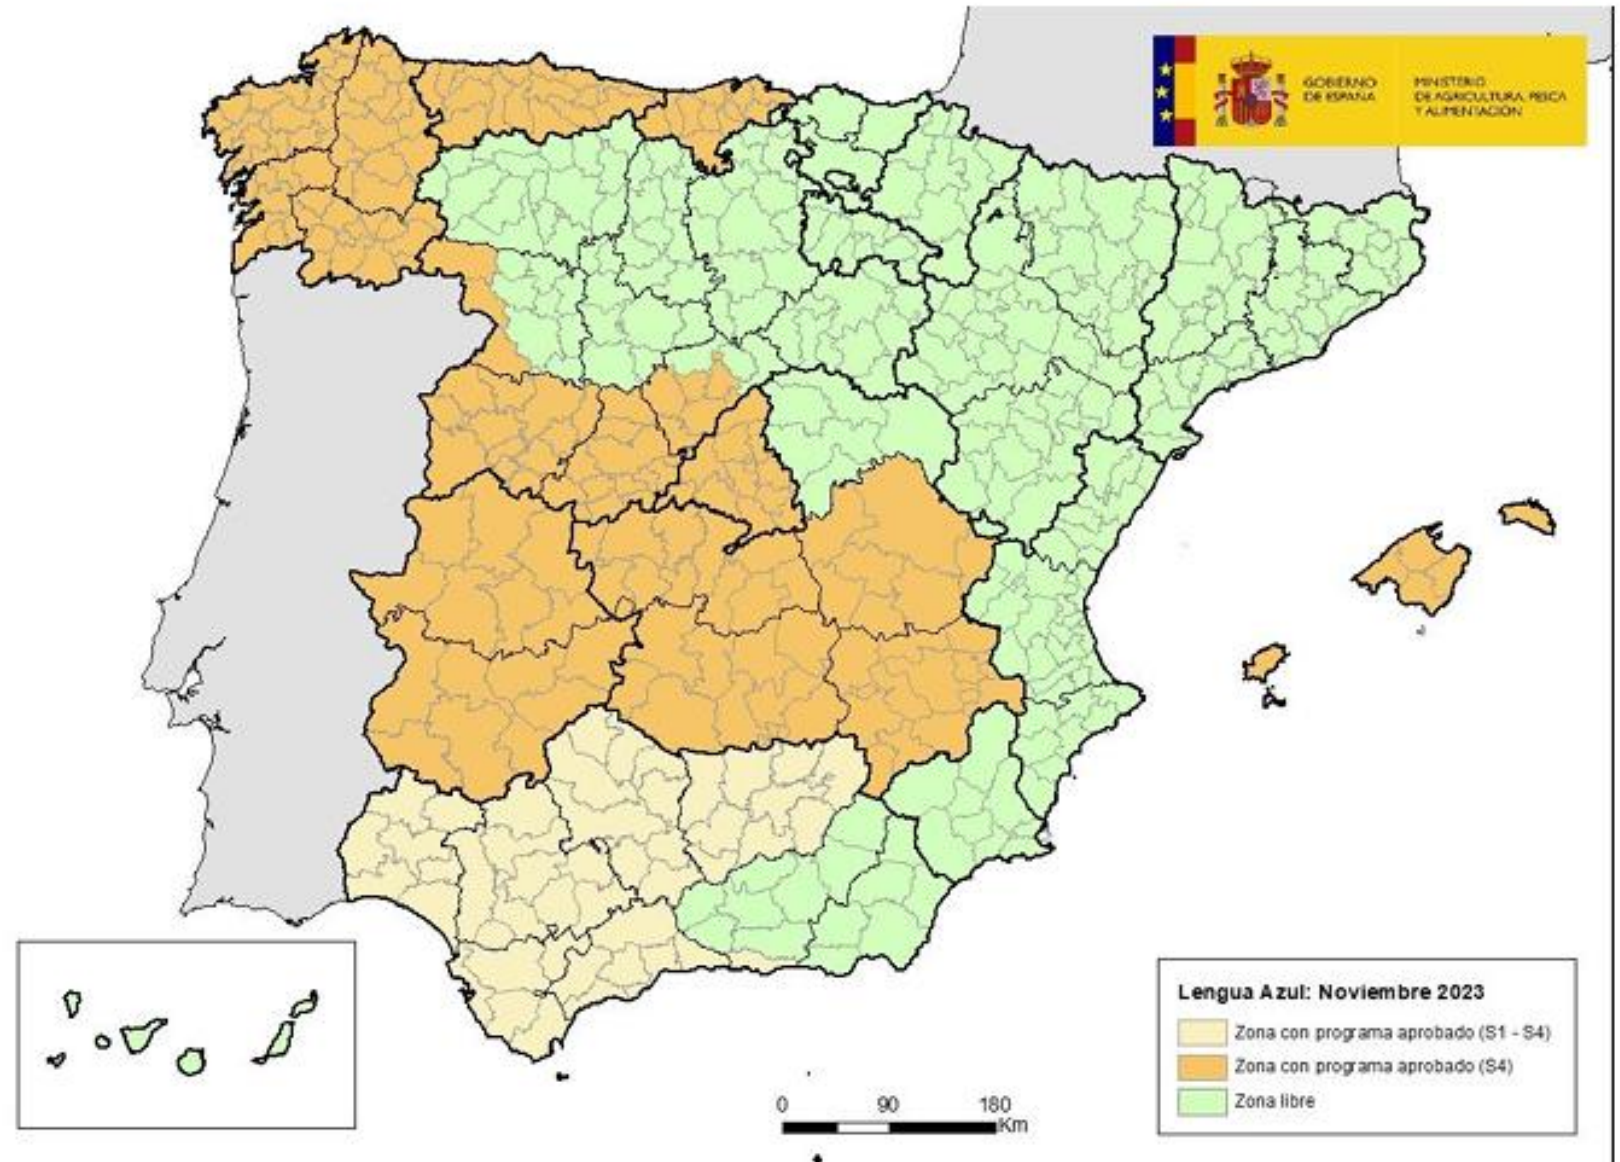 GOBIERNO
DE ESPAÑA
MINISTERIO
DE AGRICULTURA, PESCA
Y ALIMENTACIÓN
Lengua Azul: Noviembre 2023
Zona con programa aprobado (S1 - S4)
Zona con programa aprobado (S4)
Zona libre
0 90 180
Km